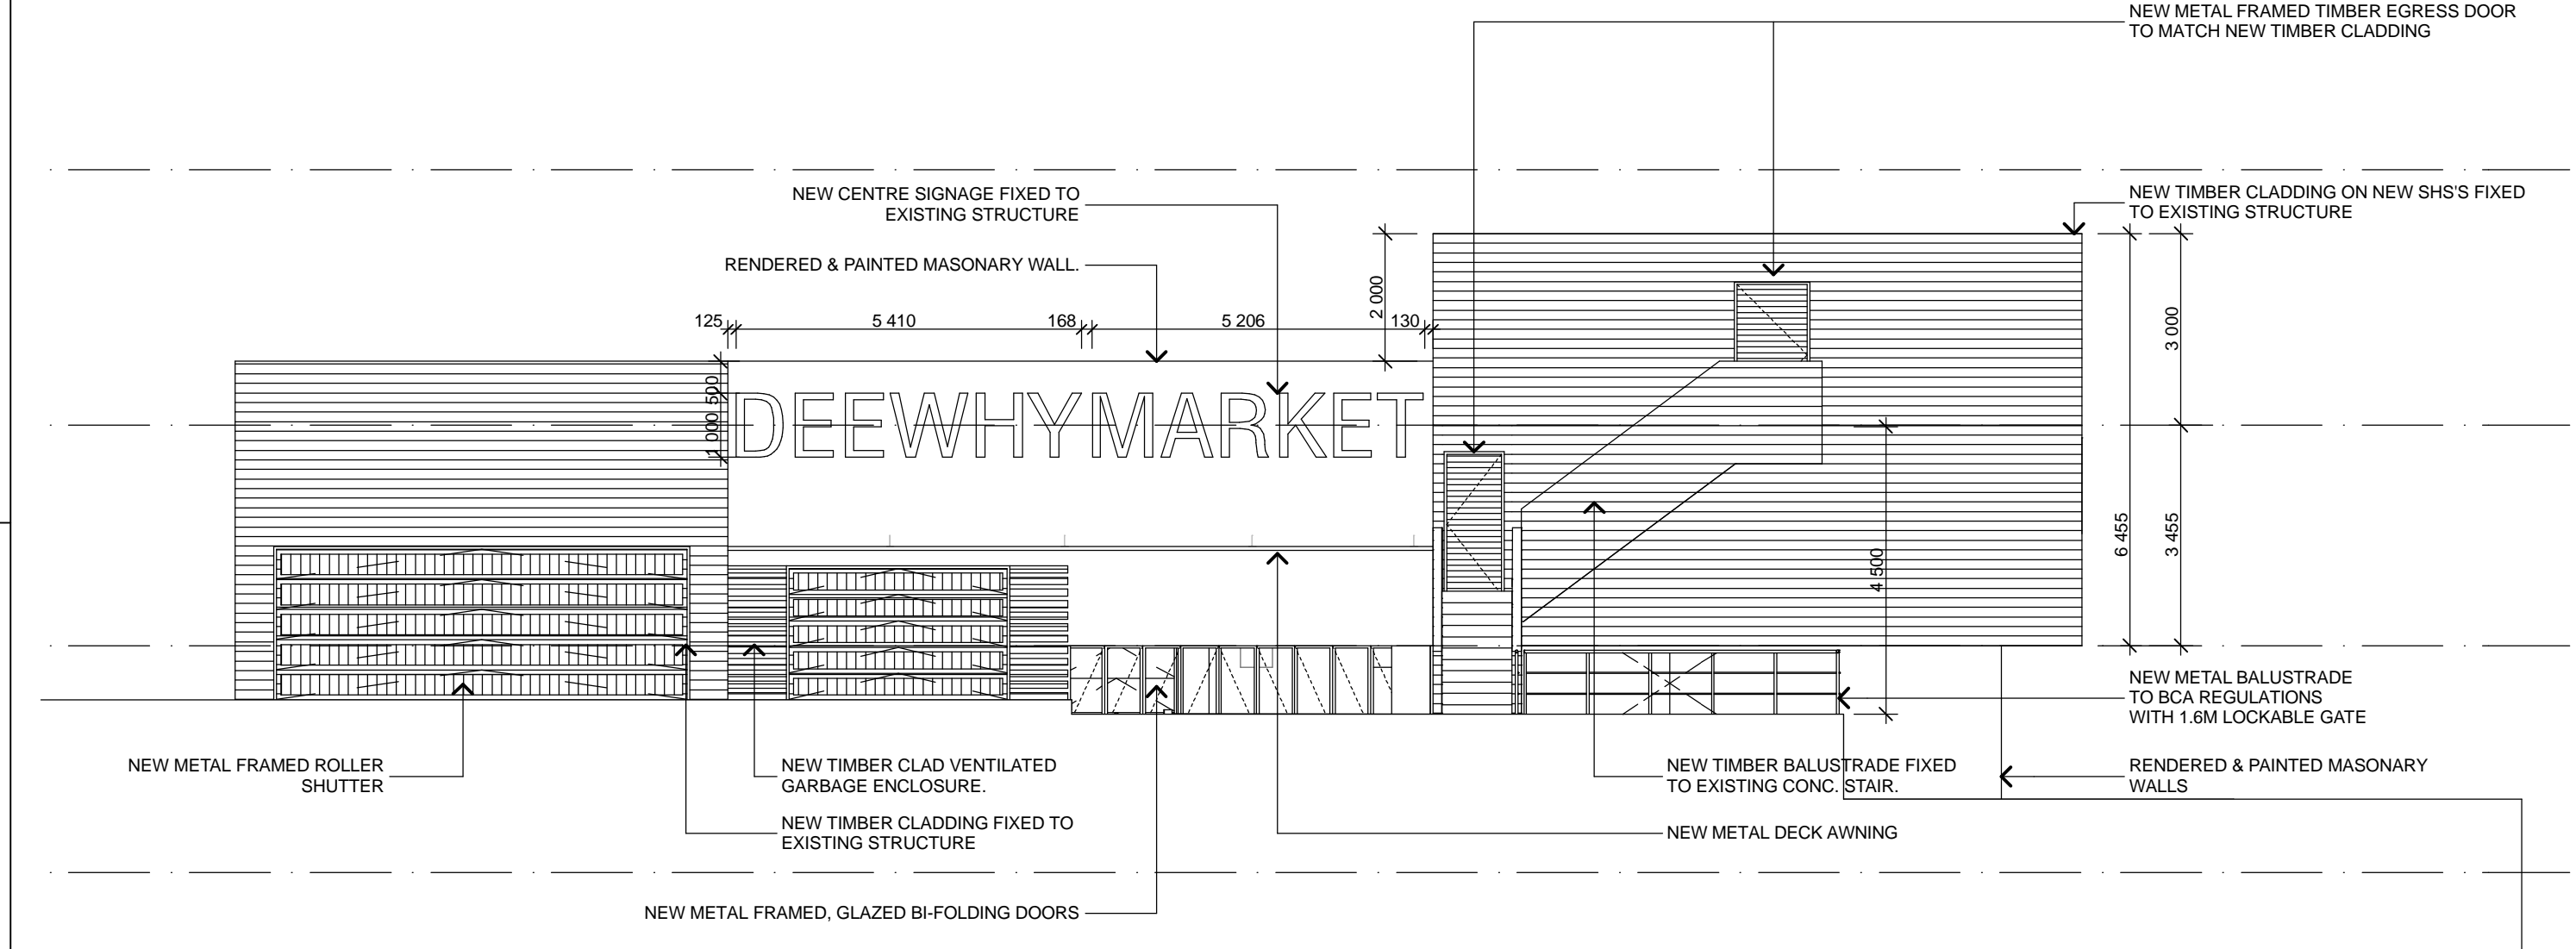 NEW METAL FRAMED TIMBER EGRESS DOOR
TO MATCH NEW TIMBER CLADDING
NEW CENTRE SIGNAGE FIXED TO
EXISTING STRUCTURE
NEW TIMBER CLADDING ON NEW SHS'S FIXED
TO EXISTING STRUCTURE
RENDERED & PAINTED MASONARY WALL.
2 000
3 000
125
5 410
168
5 206
130
500
1 000
DEEWHYMARKET
6 455
3 455
4 500
NEW METAL BALUSTRADE
TO BCA REGULATIONS
WITH 1.6M LOCKABLE GATE
NEW METAL FRAMED ROLLER
SHUTTER
NEW TIMBER CLAD VENTILATED
GARBAGE ENCLOSURE.
NEW TIMBER BALUSTRADE FIXED
TO EXISTING CONC. STAIR.
RENDERED & PAINTED MASONARY
WALLS
NEW TIMBER CLADDING FIXED TO
EXISTING STRUCTURE
NEW METAL DECK AWNING
NEW METAL FRAMED, GLAZED BI-FOLDING DOORS